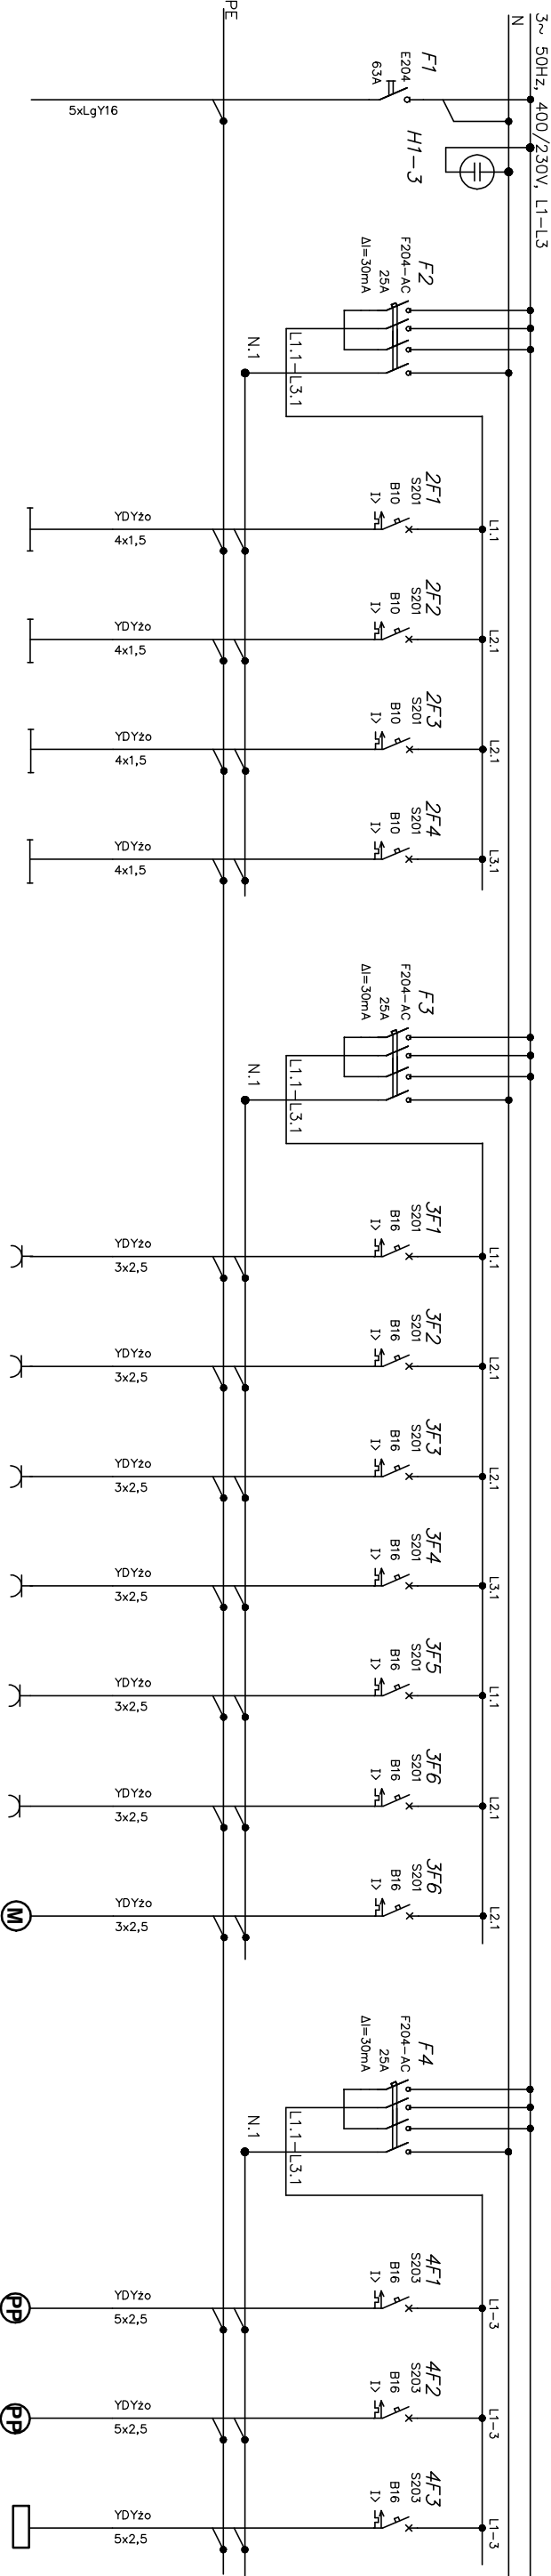 3~ 50Hz, 400/230V, L1-L3
N
PE
F1
E204
63A
5xLgY16
H1-3
F2
F204-AC
25A
ΔI=30mA
L1.1-L3.1
N.1
2F1
S201
B10
I>
L1.1
YDYżo
4x1,5
2F2
S201
B10
I>
L2.1
YDYżo
4x1,5
2F3
S201
B10
I>
L2.1
YDYżo
4x1,5
2F4
S201
B10
I>
L3.1
YDYżo
4x1,5
F3
F204-AC
25A
ΔI=30mA
L1.1-L3.1
N.1
3F1
S201
B16
I>
L1.1
YDYżo
3x2,5
3F2
S201
B16
I>
L2.1
YDYżo
3x2,5
3F3
S201
B16
I>
L2.1
YDYżo
3x2,5
3F4
S201
B16
I>
L3.1
YDYżo
3x2,5
3F5
S201
B16
I>
L1.1
YDYżo
3x2,5
3F6
S201
B16
I>
L2.1
YDYżo
3x2,5
3F6
S201
B16
I>
L2.1
YDYżo
3x2,5
M
F4
F204-AC
25A
ΔI=30mA
L1.1-L3.1
N.1
4F1
S203
B16
I>
L1-3
YDYżo
5x2,5
PP
4F2
S203
B16
I>
L1-3
YDYżo
5x2,5
PP
4F3
S203
B16
I>
L1-3
YDYżo
5x2,5